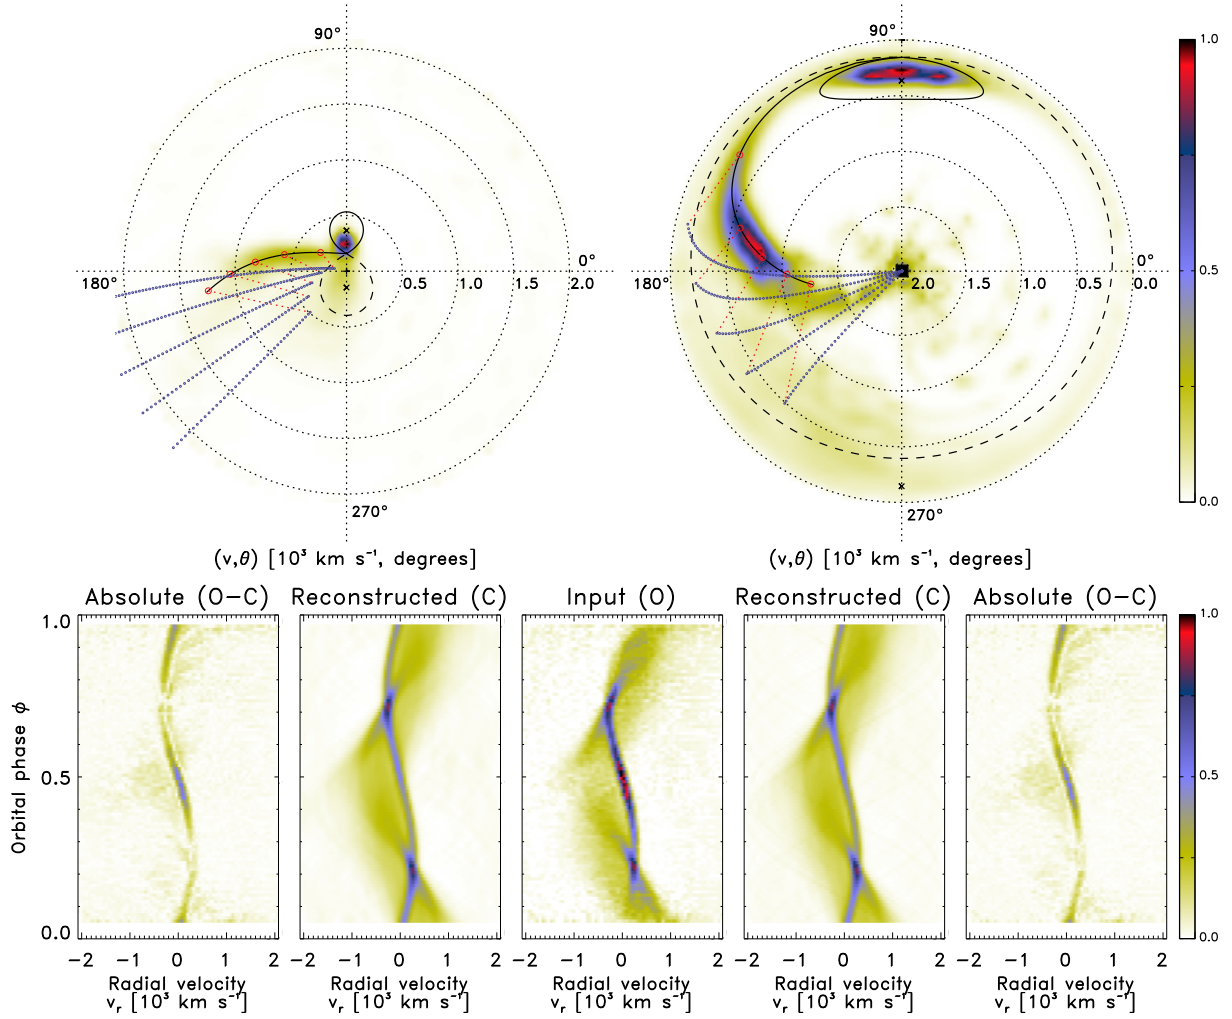 90°
90°
1.0
180°
0.5
1.0
1.5
2.0
0°
180°
2.0
1.5
1.0
0.5
0.0
0°
0.5
270°
270°
0.0
(v,θ) [10³ km s⁻¹, degrees]
(v,θ) [10³ km s⁻¹, degrees]
Absolute (O−C)
Reconstructed (C)
Input (O)
Reconstructed (C)
Absolute (O−C)
1.0
0.5
0.0
Orbital phase ϕ
1.0
0.5
0.0
−2 −1 0 1 2
−2 −1 0 1 2
−2 −1 0 1 2
−2 −1 0 1 2
−2 −1 0 1 2
Radial velocity
vᵣ [10³ km s⁻¹]
Radial velocity
vᵣ [10³ km s⁻¹]
Radial velocity
vᵣ [10³ km s⁻¹]
Radial velocity
vᵣ [10³ km s⁻¹]
Radial velocity
vᵣ [10³ km s⁻¹]